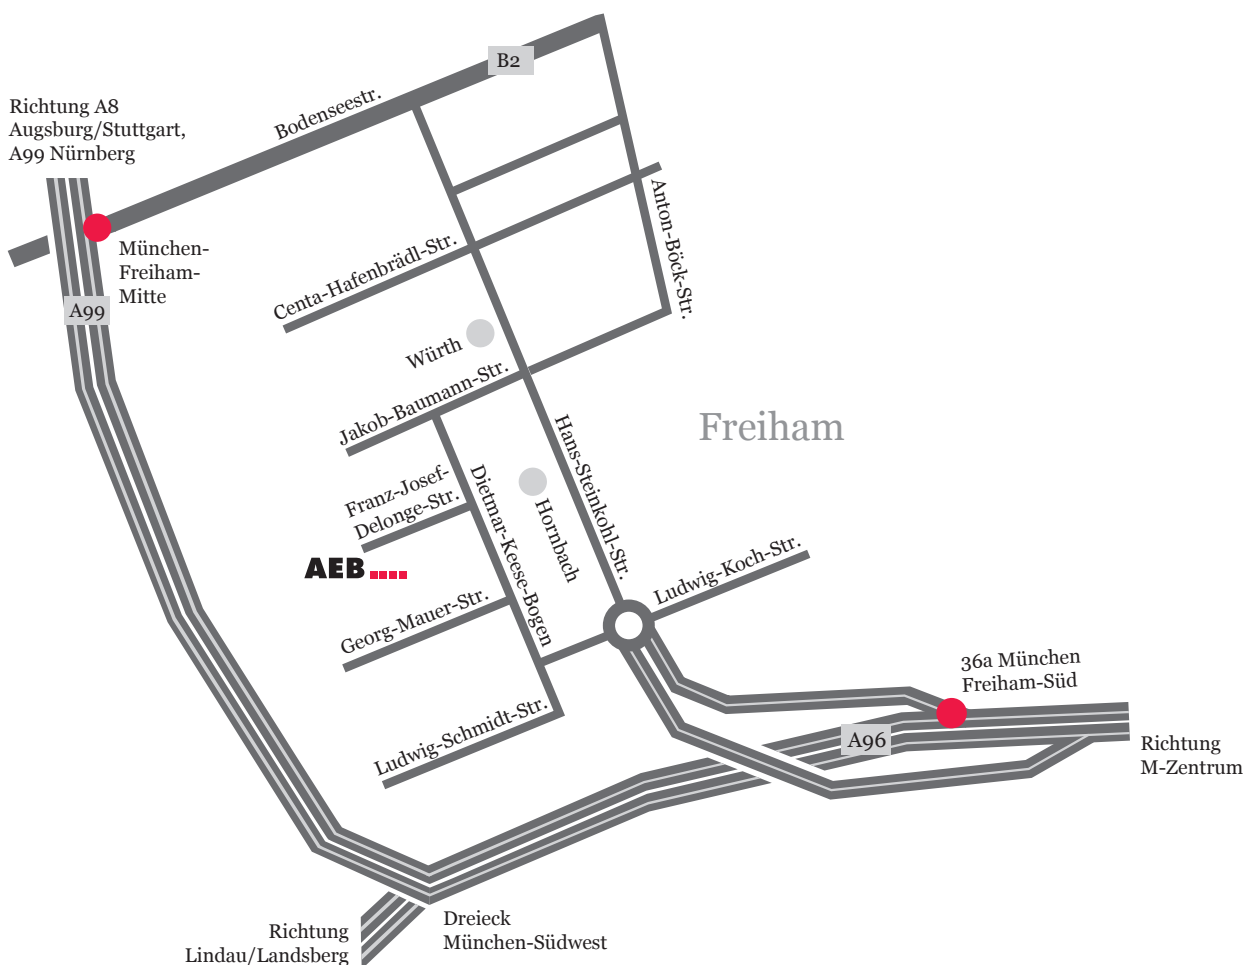 B2
Bodenseestr.
Richtung A8
Augsburg/Stuttgart,
A99 Nürnberg
München-
Freiham-
Mitte
A99
Centa-Hafenbrädl-Str.
Anton-Böck-Str.
Würth
Jakob-Baumann-Str.
Freiham
Hans-Steinkohl-Str.
Franz-Josef-
Delonge-Str.
Dietmar-Keese-Bogen
Hornbach
AEB
Ludwig-Koch-Str.
Georg-Mauer-Str.
36a München
Freiham-Süd
Ludwig-Schmidt-Str.
A96
Richtung
M-Zentrum
Dreieck
München-Südwest
Richtung
Lindau/Landsberg